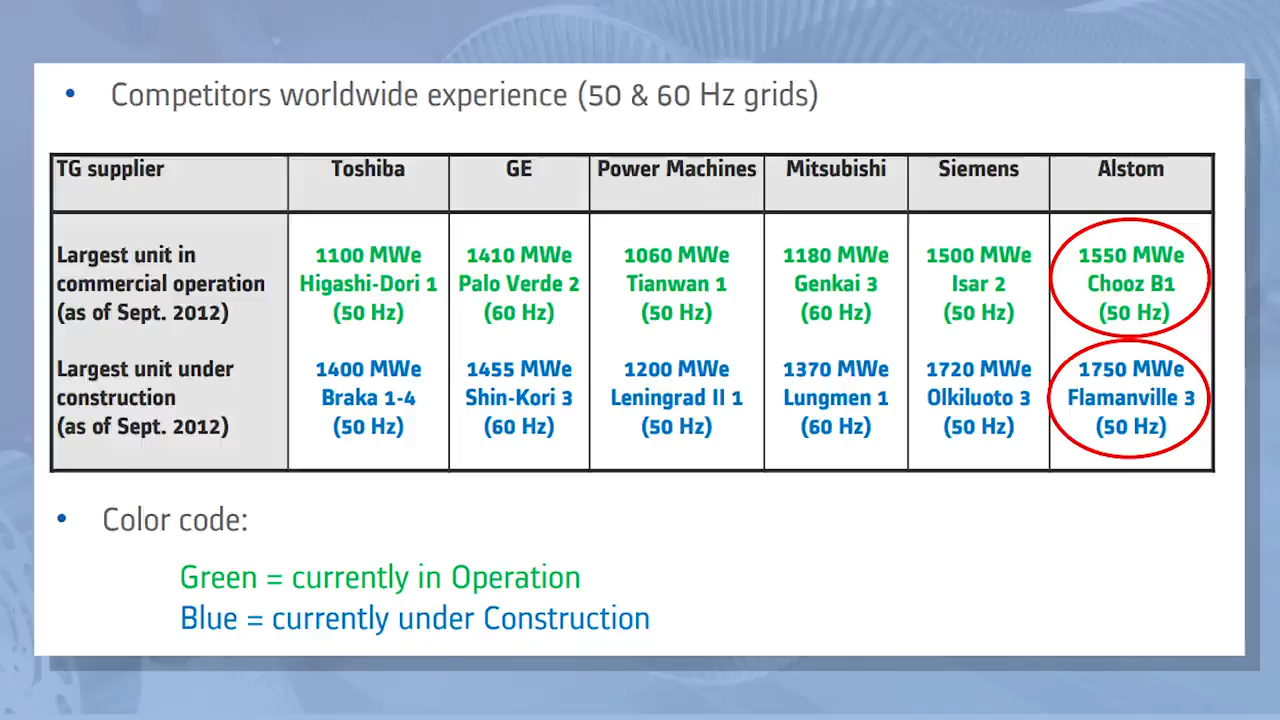 • Competitors worldwide experience (50 & 60 Hz grids)
TG supplier Toshiba GE Power Machines Mitsubishi Siemens Alstom
Largest unit in 1100 MWe 1410 MWe 1060 MWe 1180 MWe 1500 MWe 1550 MWe
commercial operation Higashi-Dori 1 Palo Verde 2 Tianwan 1 Genkai 3 Isar 2 Chooz B1
(as of Sept. 2012) (50 Hz) (60 Hz) (50 Hz) (60 Hz) (50 Hz) (50 Hz)
Largest unit under 1400 MWe 1455 MWe 1200 MWe 1370 MWe 1720 MWe 1750 MWe
construction Braka 1-4 Shin-Kori 3 Leningrad II 1 Lungmen 1 Olkiluoto 3 Flamanville 3
(as of Sept. 2012) (50 Hz) (60 Hz) (50 Hz) (60 Hz) (50 Hz) (50 Hz)
• Color code:
Green = currently in Operation
Blue = currently under Construction